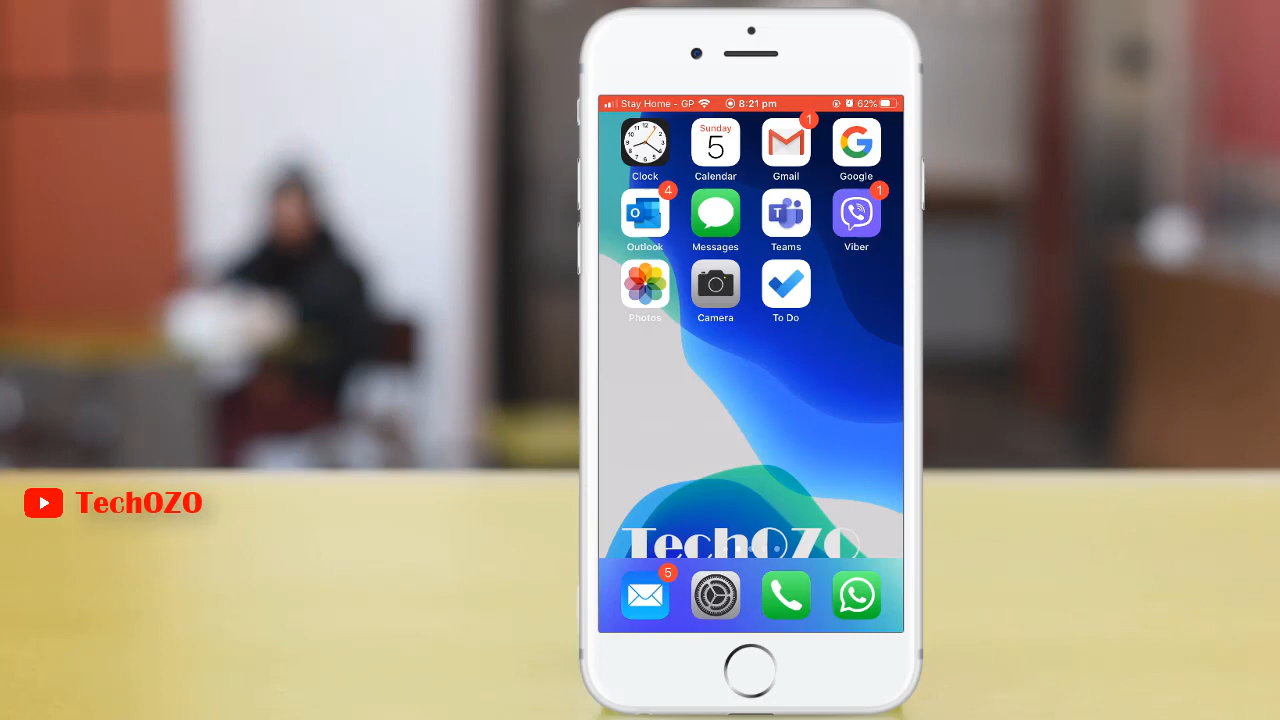 Stay Home - GP 8:21 pm 62%
1
Sunday
5
Clock Calendar Gmail Google
4 1
Outlook Messages Teams Viber
Photos Camera To Do
TechOZO
TechOZO
5